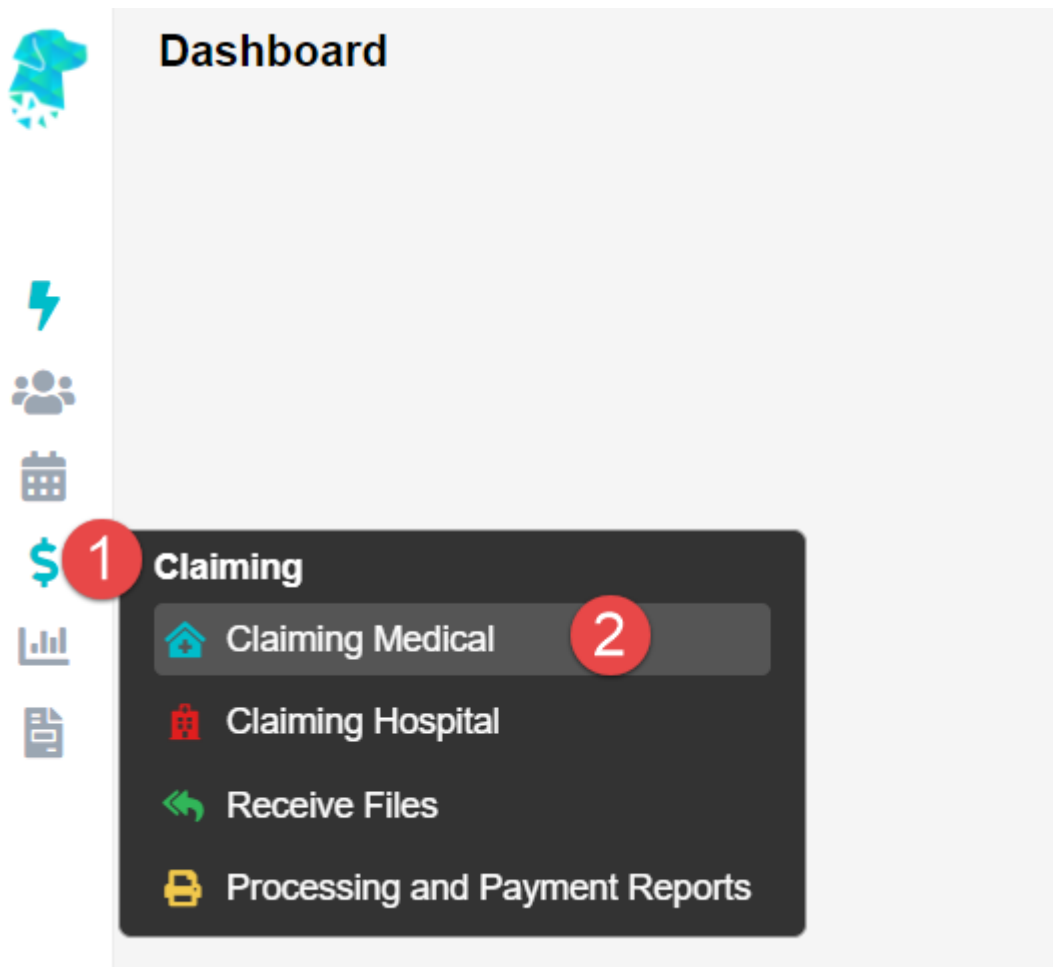 Dashboard
1
Claiming
Claiming Medical
2
Claiming Hospital
Receive Files
Processing and Payment Reports